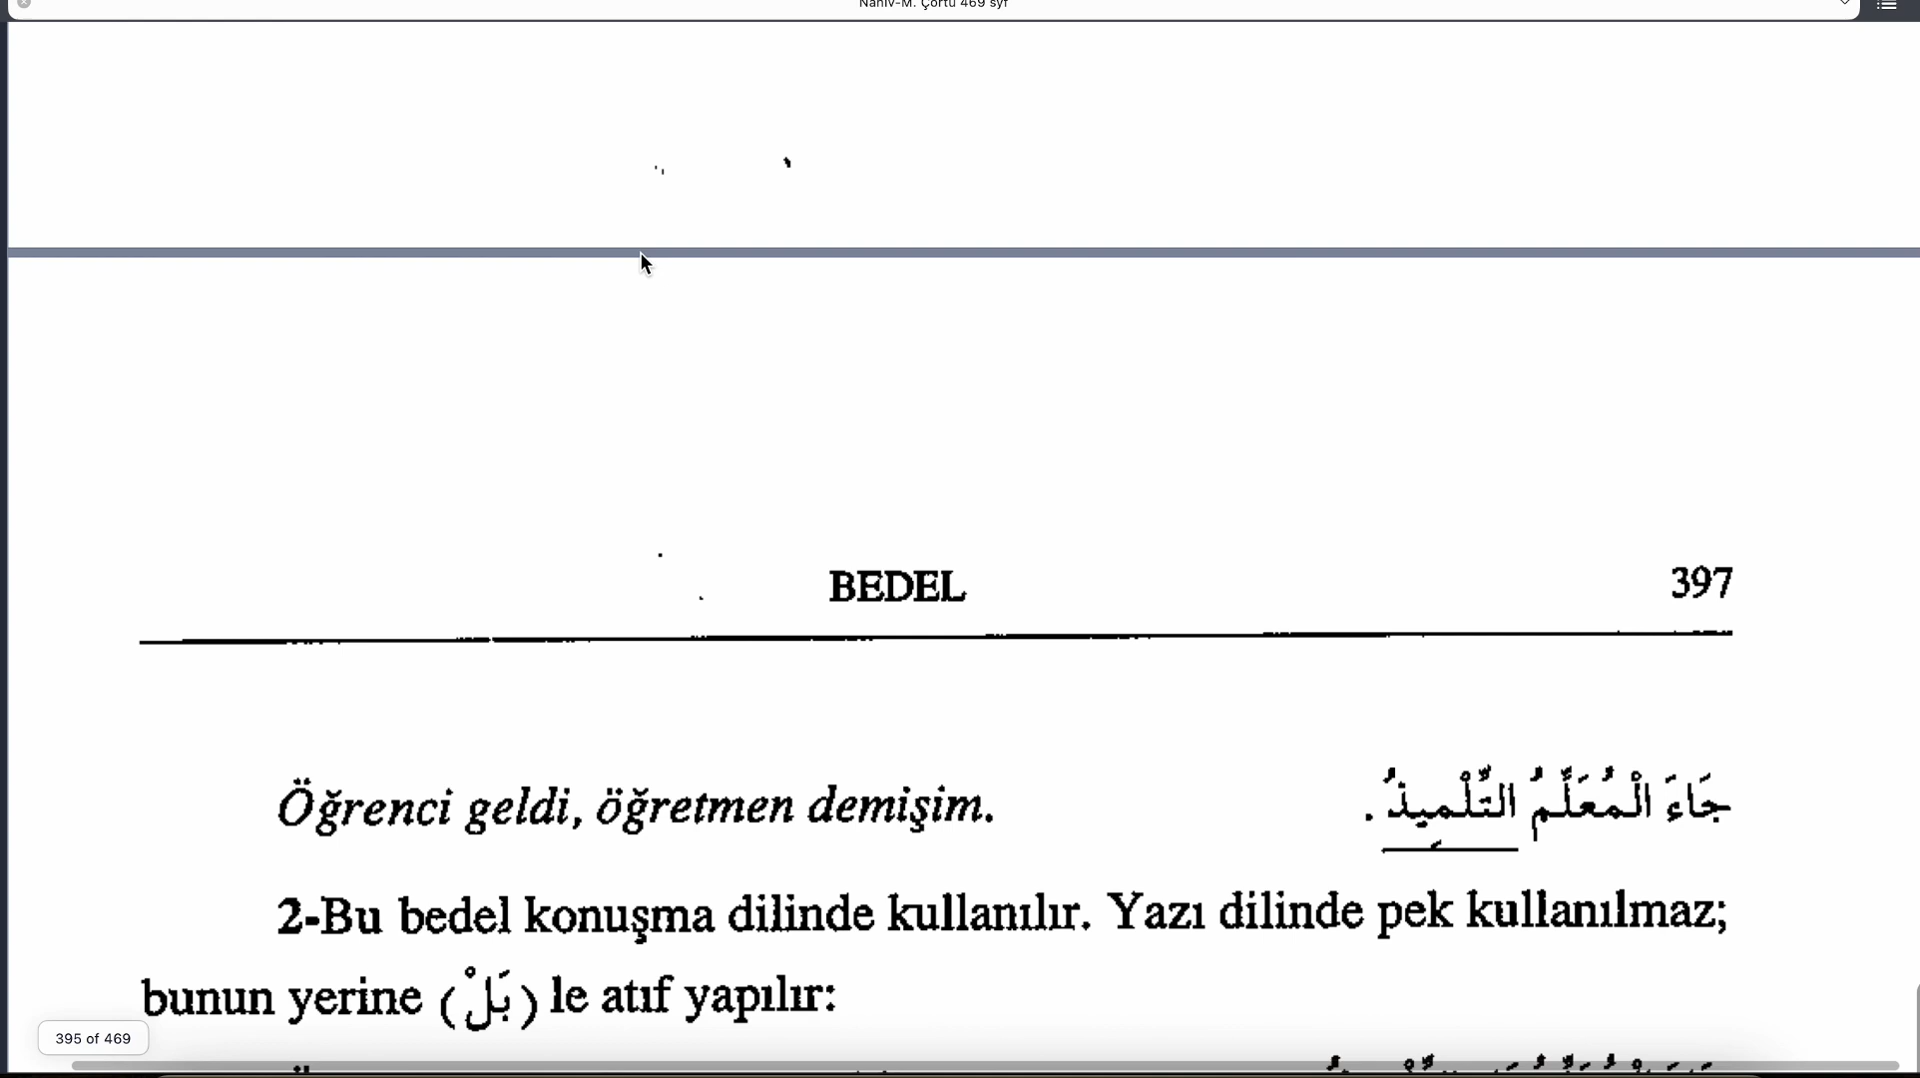 Nahiv-M. Çörtü 469 syf
BEDEL 397
Öğrenci geldi, öğretmen demişim. جَاءَ الْمُعَلِّمُ التِّلْمِيذُ .
2-Bu bedel konuşma dilinde kullanılır. Yazı dilinde pek kullanılmaz;
bunun yerine (بَلْ) le atıf yapılır:
395 of 469